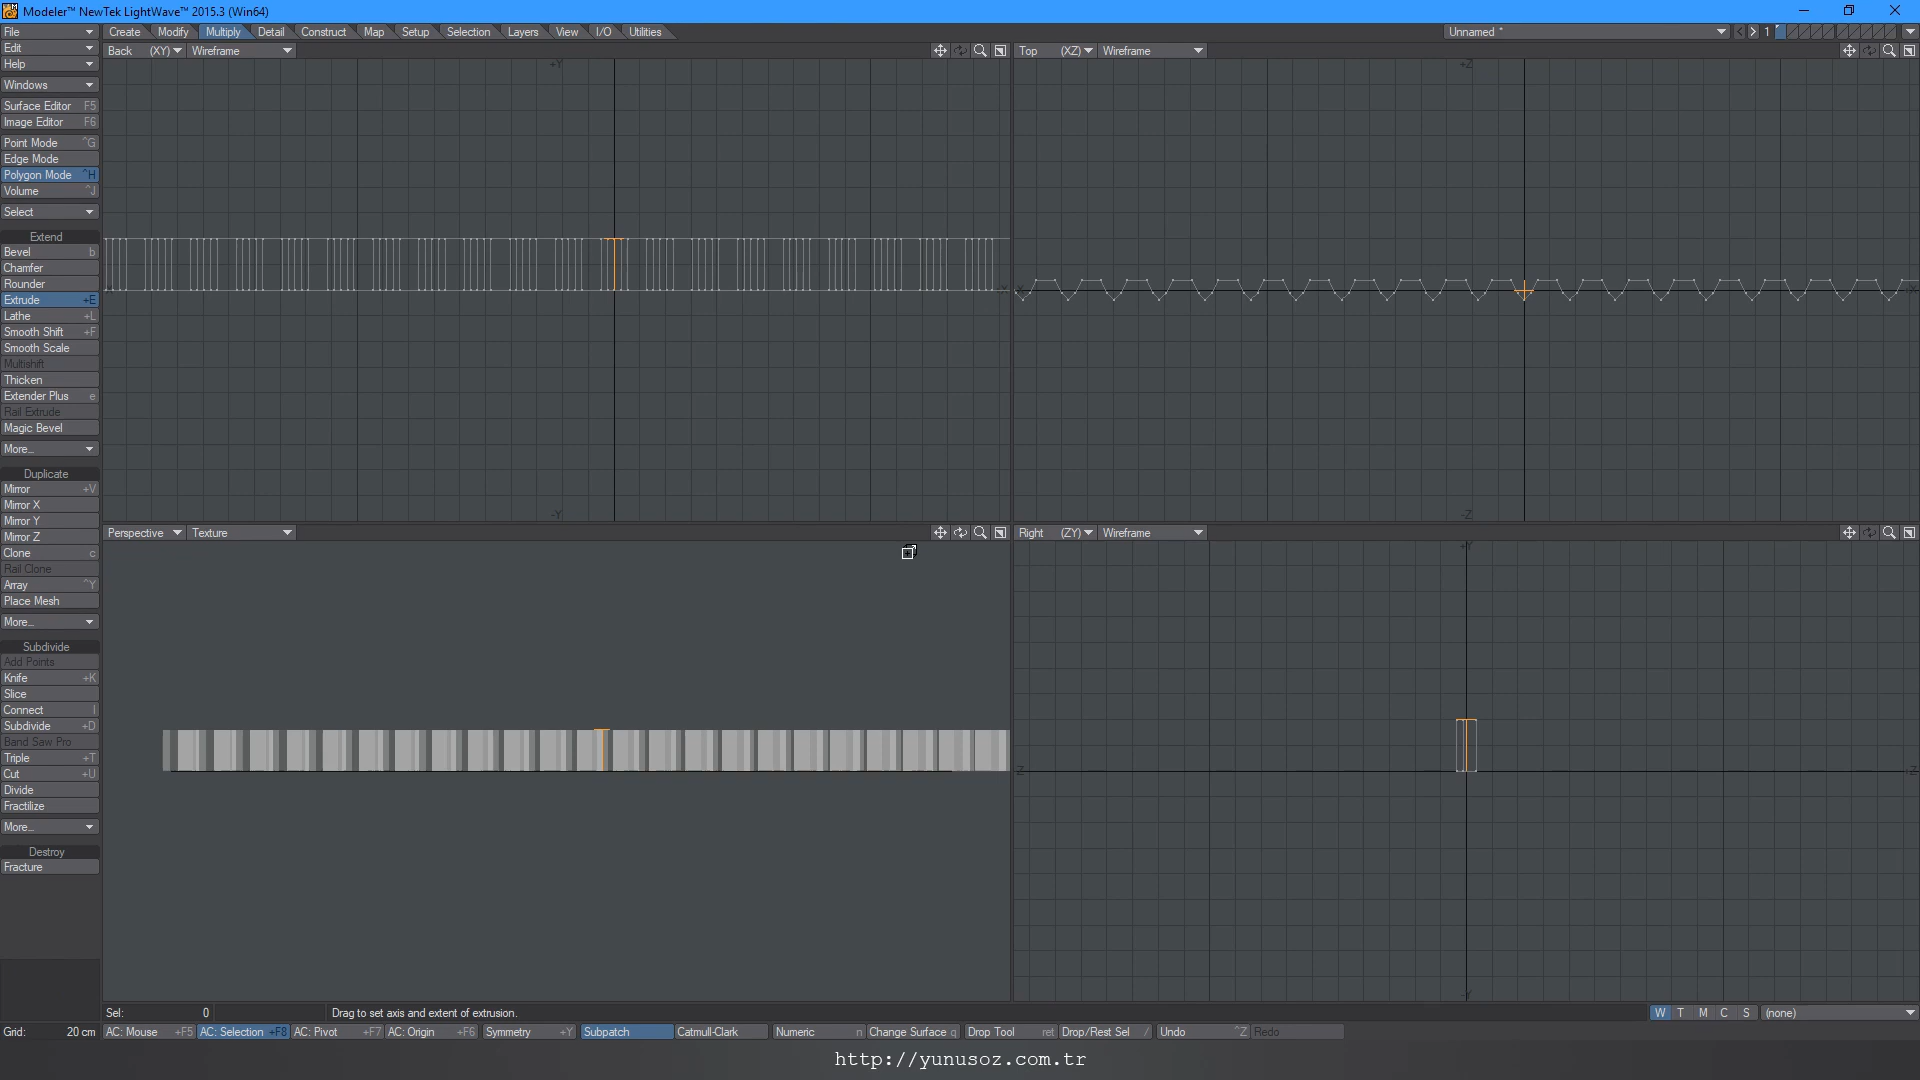 Modeler™ NewTek LightWave™ 2015.3 (Win64)
File Create Modify Multiply Detail Construct Map Setup Selection Layers View I/O Utilities Unnamed * 1
Edit
Help
Windows
Surface Editor F5
Image Editor F6
Point Mode ^G
Edge Mode
Polygon Mode ^H
Volume ^J
Select
Extend
Bevel b
Chamfer
Rounder
Extrude +E
Lathe +L
Smooth Shift +F
Smooth Scale
Multishift
Thicken
Extender Plus e
Rail Extrude
Magic Bevel
More...
Duplicate
Mirror +V
Mirror X
Mirror Y
Mirror Z
Clone c
Rail Clone
Array ^Y
Place Mesh
More...
Subdivide
Add Points
Knife +K
Slice
Connect l
Subdivide +D
Band Saw Pro
Triple +T
Cut +U
Divide
Fractilize
More...
Destroy
Fracture
Back (XY) Wireframe
+Y
-Y
Top (XZ) Wireframe
+Z
-Z
Perspective Texture
Right (ZY) Wireframe
+Y
-Y
Sel: 0 Drag to set axis and extent of extrusion. W T M C S (none)
Grid: 20 cm AC: Mouse +F5 AC: Selection +F8 AC: Pivot +F7 AC: Origin +F6 Symmetry +Y Subpatch Catmull-Clark Numeric n Change Surface q Drop Tool ret Drop/Rest Sel / Undo ^Z Redo
http://yunusoz.com.tr